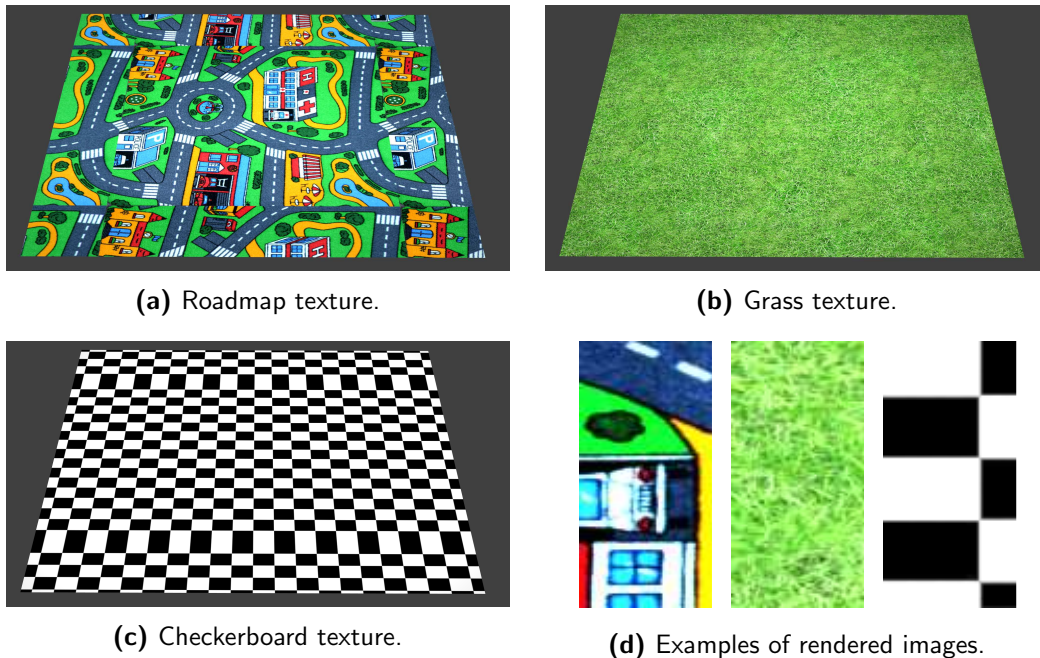 (a) Roadmap texture.
(b) Grass texture.
(c) Checkerboard texture.
(d) Examples of rendered images.